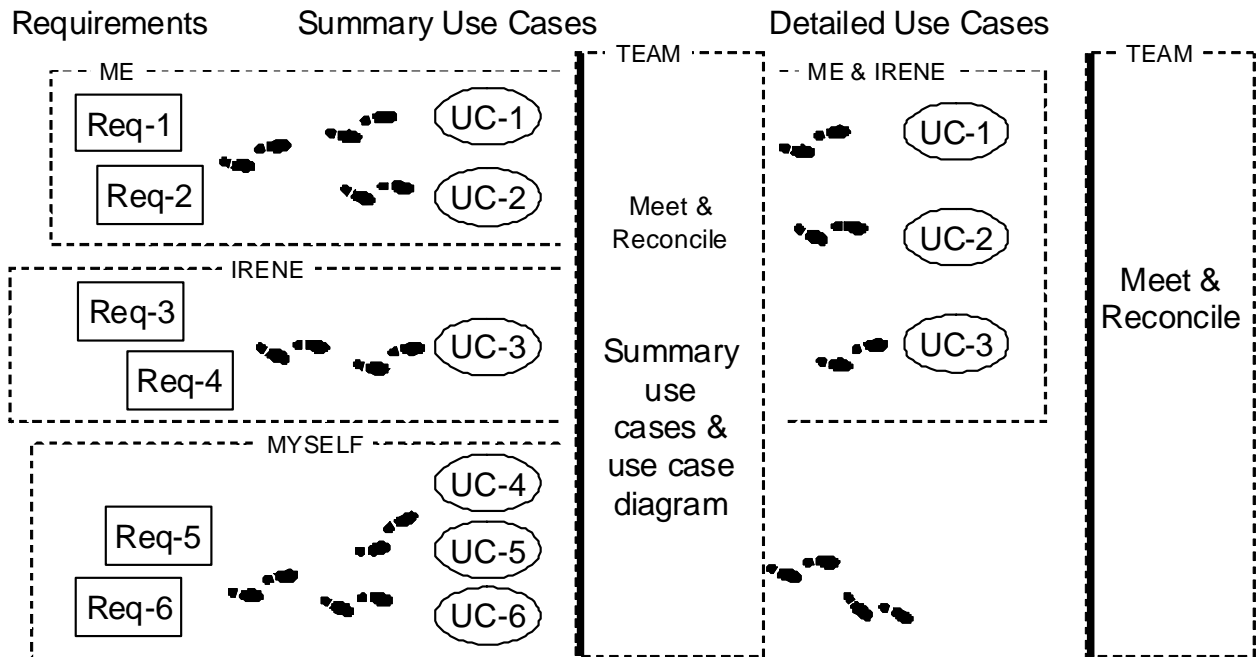 Requirements
Summary Use Cases
Detailed Use Cases
ME
Req-1
Req-2
UC-1
UC-2
IRENE
Req-3
Req-4
UC-3
MYSELF
Req-5
Req-6
UC-4
UC-5
UC-6
TEAM
Meet &
Reconcile
Summary
use
cases &
use case
diagram
ME & IRENE
UC-1
UC-2
UC-3
TEAM
Meet &
Reconcile